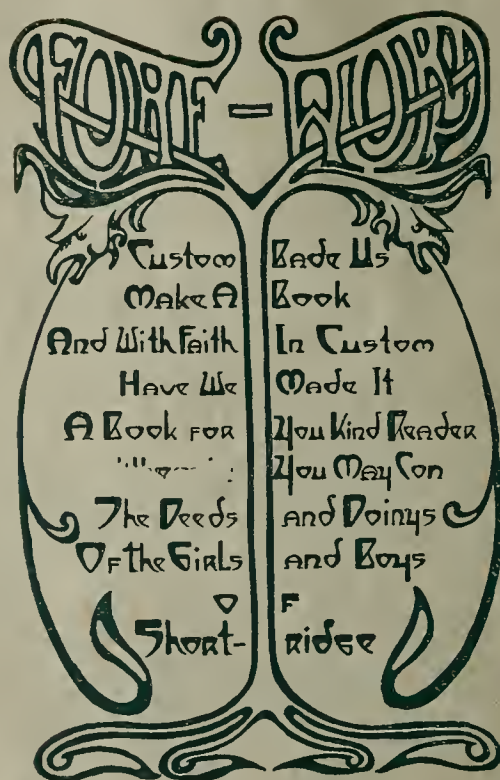 FORE - WORD
Custom Bade Us
Make A Book
And With Faith In Custom
Have We Made It
A Book for You Kind Reader
You May Con
The Deeds and Doings
Of the Girls and Boys
OF
Short-ridge